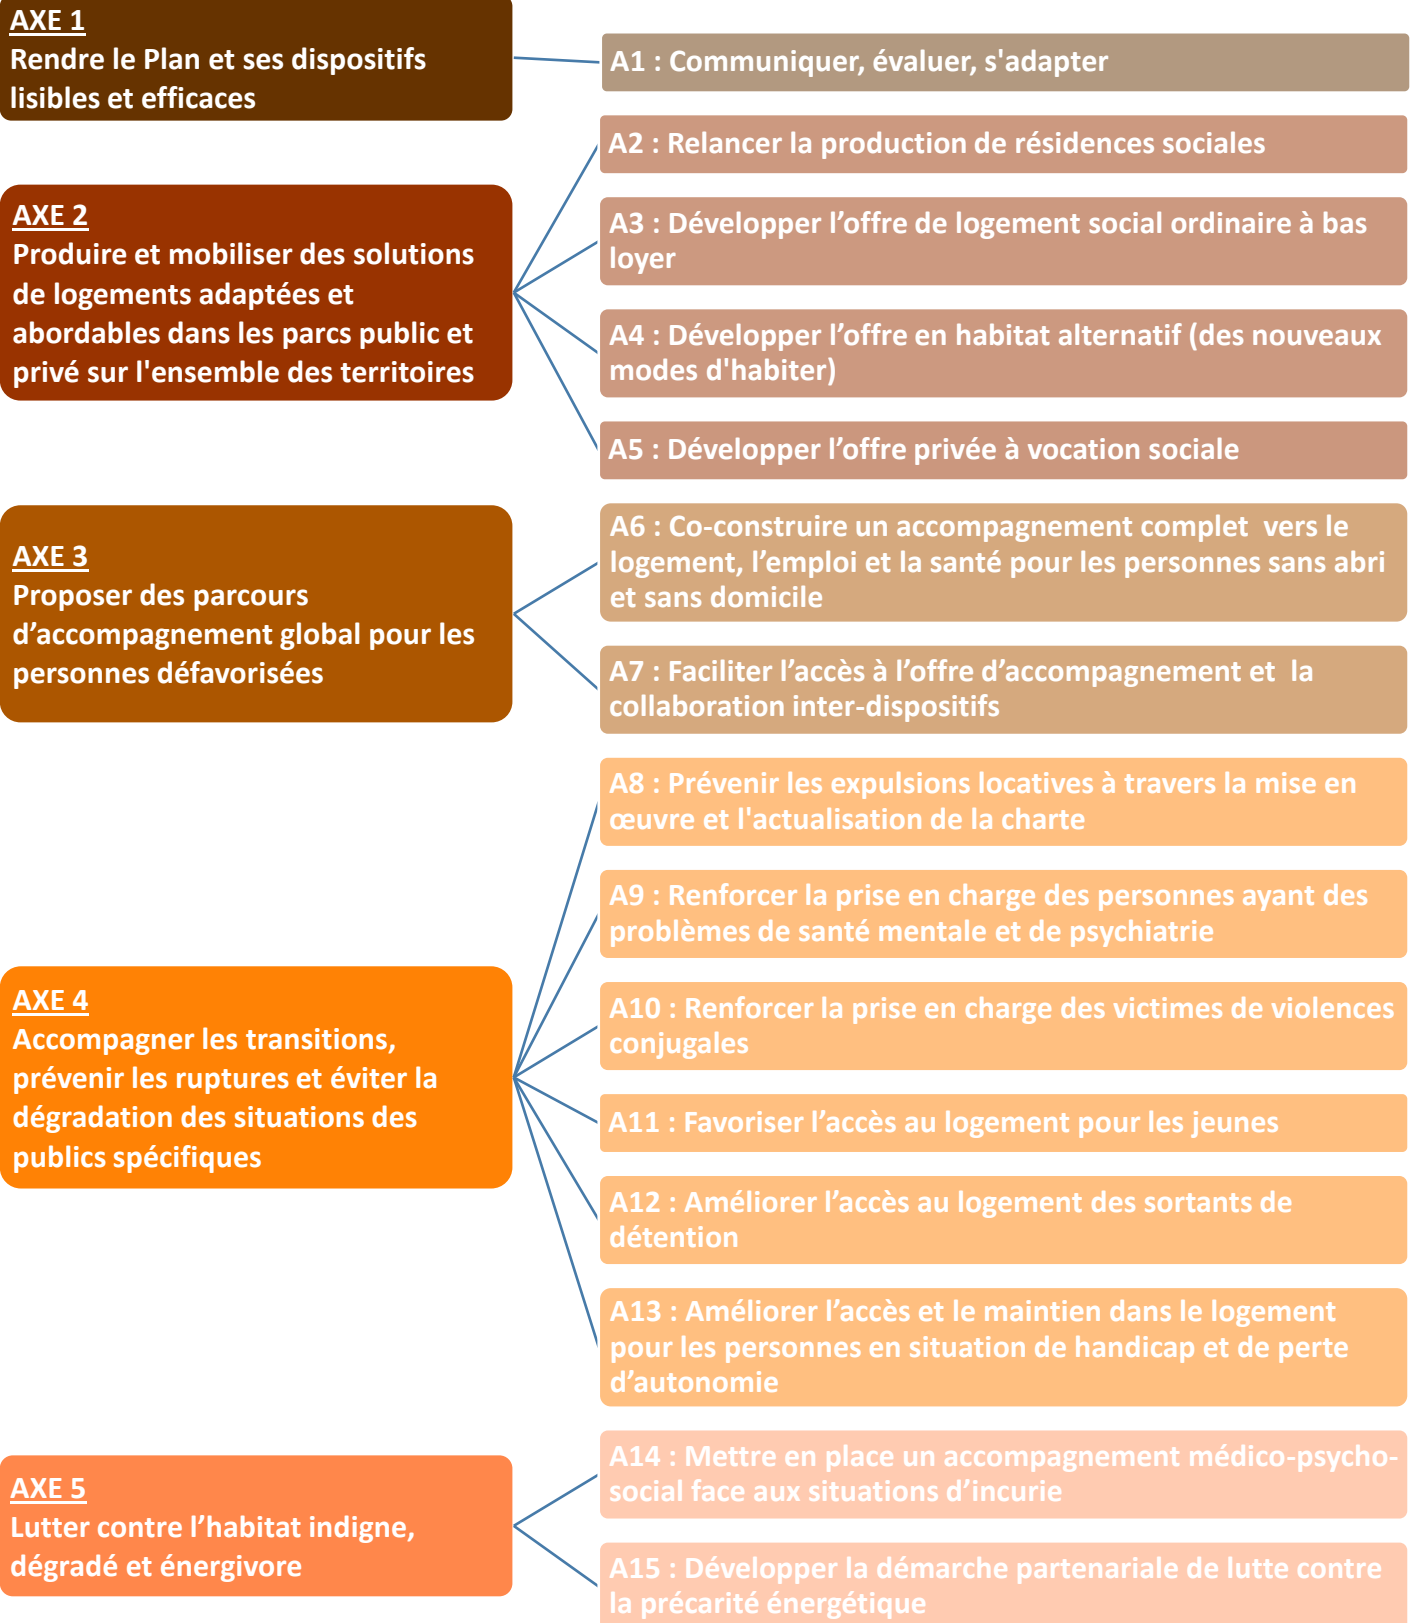 AXE 1
Rendre le Plan et ses dispositifs
lisibles et efficaces
A1 : Communiquer, évaluer, s'adapter
AXE 2
Produire et mobiliser des solutions
de logements adaptées et
abordables dans les parcs public et
privé sur l'ensemble des territoires
A2 : Relancer la production de résidences sociales
A3 : Développer l’offre de logement social ordinaire à bas
loyer
A4 : Développer l’offre en habitat alternatif (des nouveaux
modes d'habiter)
A5 : Développer l’offre privée à vocation sociale
AXE 3
Proposer des parcours
d’accompagnement global pour les
personnes défavorisées
A6 : Co-construire un accompagnement complet  vers le
logement, l’emploi et la santé pour les personnes sans abri
et sans domicile
A7 : Faciliter l’accès à l’offre d’accompagnement et  la
collaboration inter-dispositifs
AXE 4
Accompagner les transitions,
prévenir les ruptures et éviter la
dégradation des situations des
publics spécifiques
A8 : Prévenir les expulsions locatives à travers la mise en
œuvre et l'actualisation de la charte
A9 : Renforcer la prise en charge des personnes ayant des
problèmes de santé mentale et de psychiatrie
A10 : Renforcer la prise en charge des victimes de violences
conjugales
A11 : Favoriser l’accès au logement pour les jeunes
A12 : Améliorer l’accès au logement des sortants de
détention
A13 : Améliorer l’accès et le maintien dans le logement
pour les personnes en situation de handicap et de perte
d’autonomie
AXE 5
Lutter contre l’habitat indigne,
dégradé et énergivore
A14 : Mettre en place un accompagnement médico-psycho-
social face aux situations d’incurie
A15 : Développer la démarche partenariale de lutte contre
la précarité énergétique